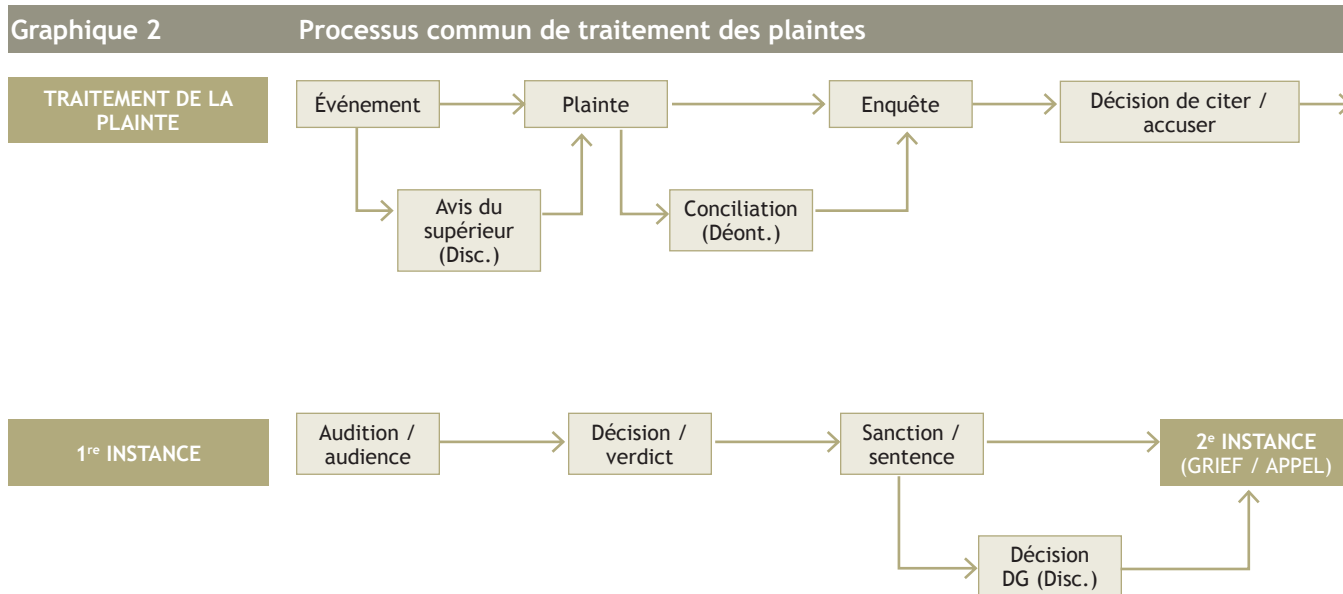 Graphique 2 Processus commun de traitement des plaintes
TRAITEMENT DE LA
PLAINTE
Événement
Plainte
Enquête
Décision de citer /
accuser
Avis du
supérieur
(Disc.)
Conciliation
(Déont.)
1re INSTANCE
Audition /
audience
Décision /
verdict
Sanction /
sentence
2e INSTANCE
(GRIEF / APPEL)
Décision
DG (Disc.)